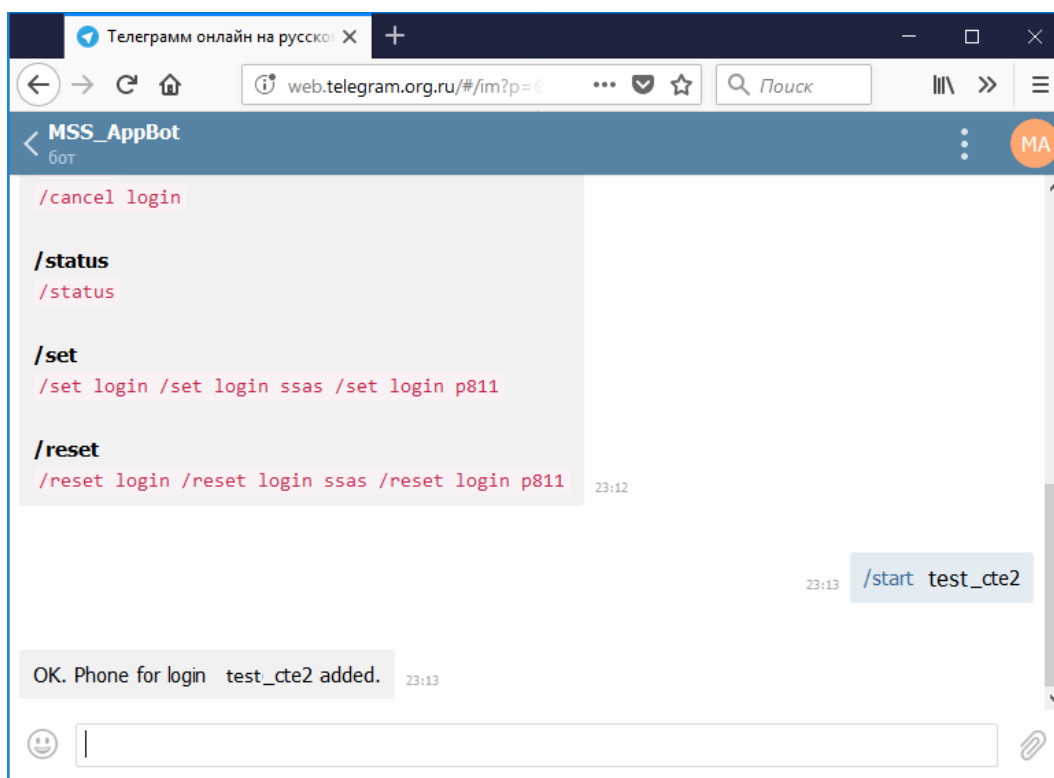 Телеграмм онлайн на русско
web.telegram.org.ru/#/im?p=
Поиск
MSS_AppBot
бот
MA
/cancel login
/status
/status
/set
/set login /set login ssas /set login p811
/reset
/reset login /reset login ssas /reset login p811
23:12
23:13
/start test_cte2
OK. Phone for login test_cte2 added.
23:13